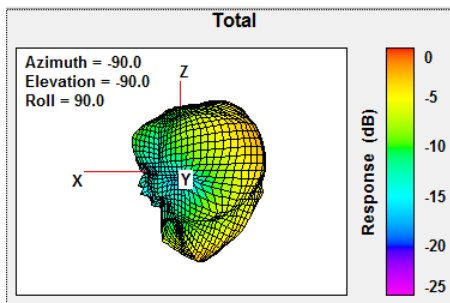 Total
Azimuth = -90.0
Elevation = -90.0
Roll = 90.0
Z
X
Y
0
-5
-10
-15
-20
-25
Response (dB)